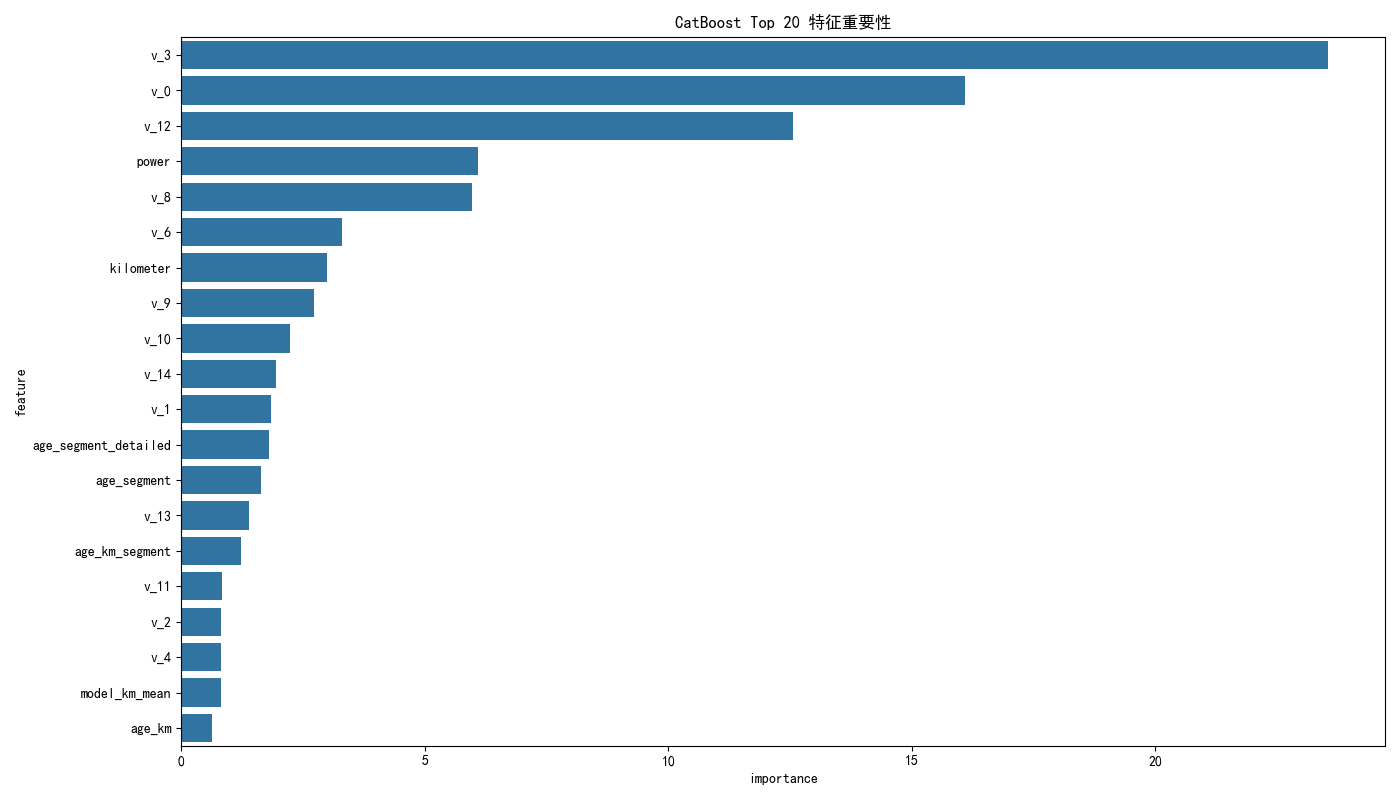 CatBoost Top 20 特征重要性
v_3
v_0
v_12
power
v_8
v_6
kilometer
v_9
v_10
v_14
v_1
age_segment_detailed
age_segment
v_13
age_km_segment
v_11
v_2
v_4
model_km_mean
age_km
feature
0 5 10 15 20
importance